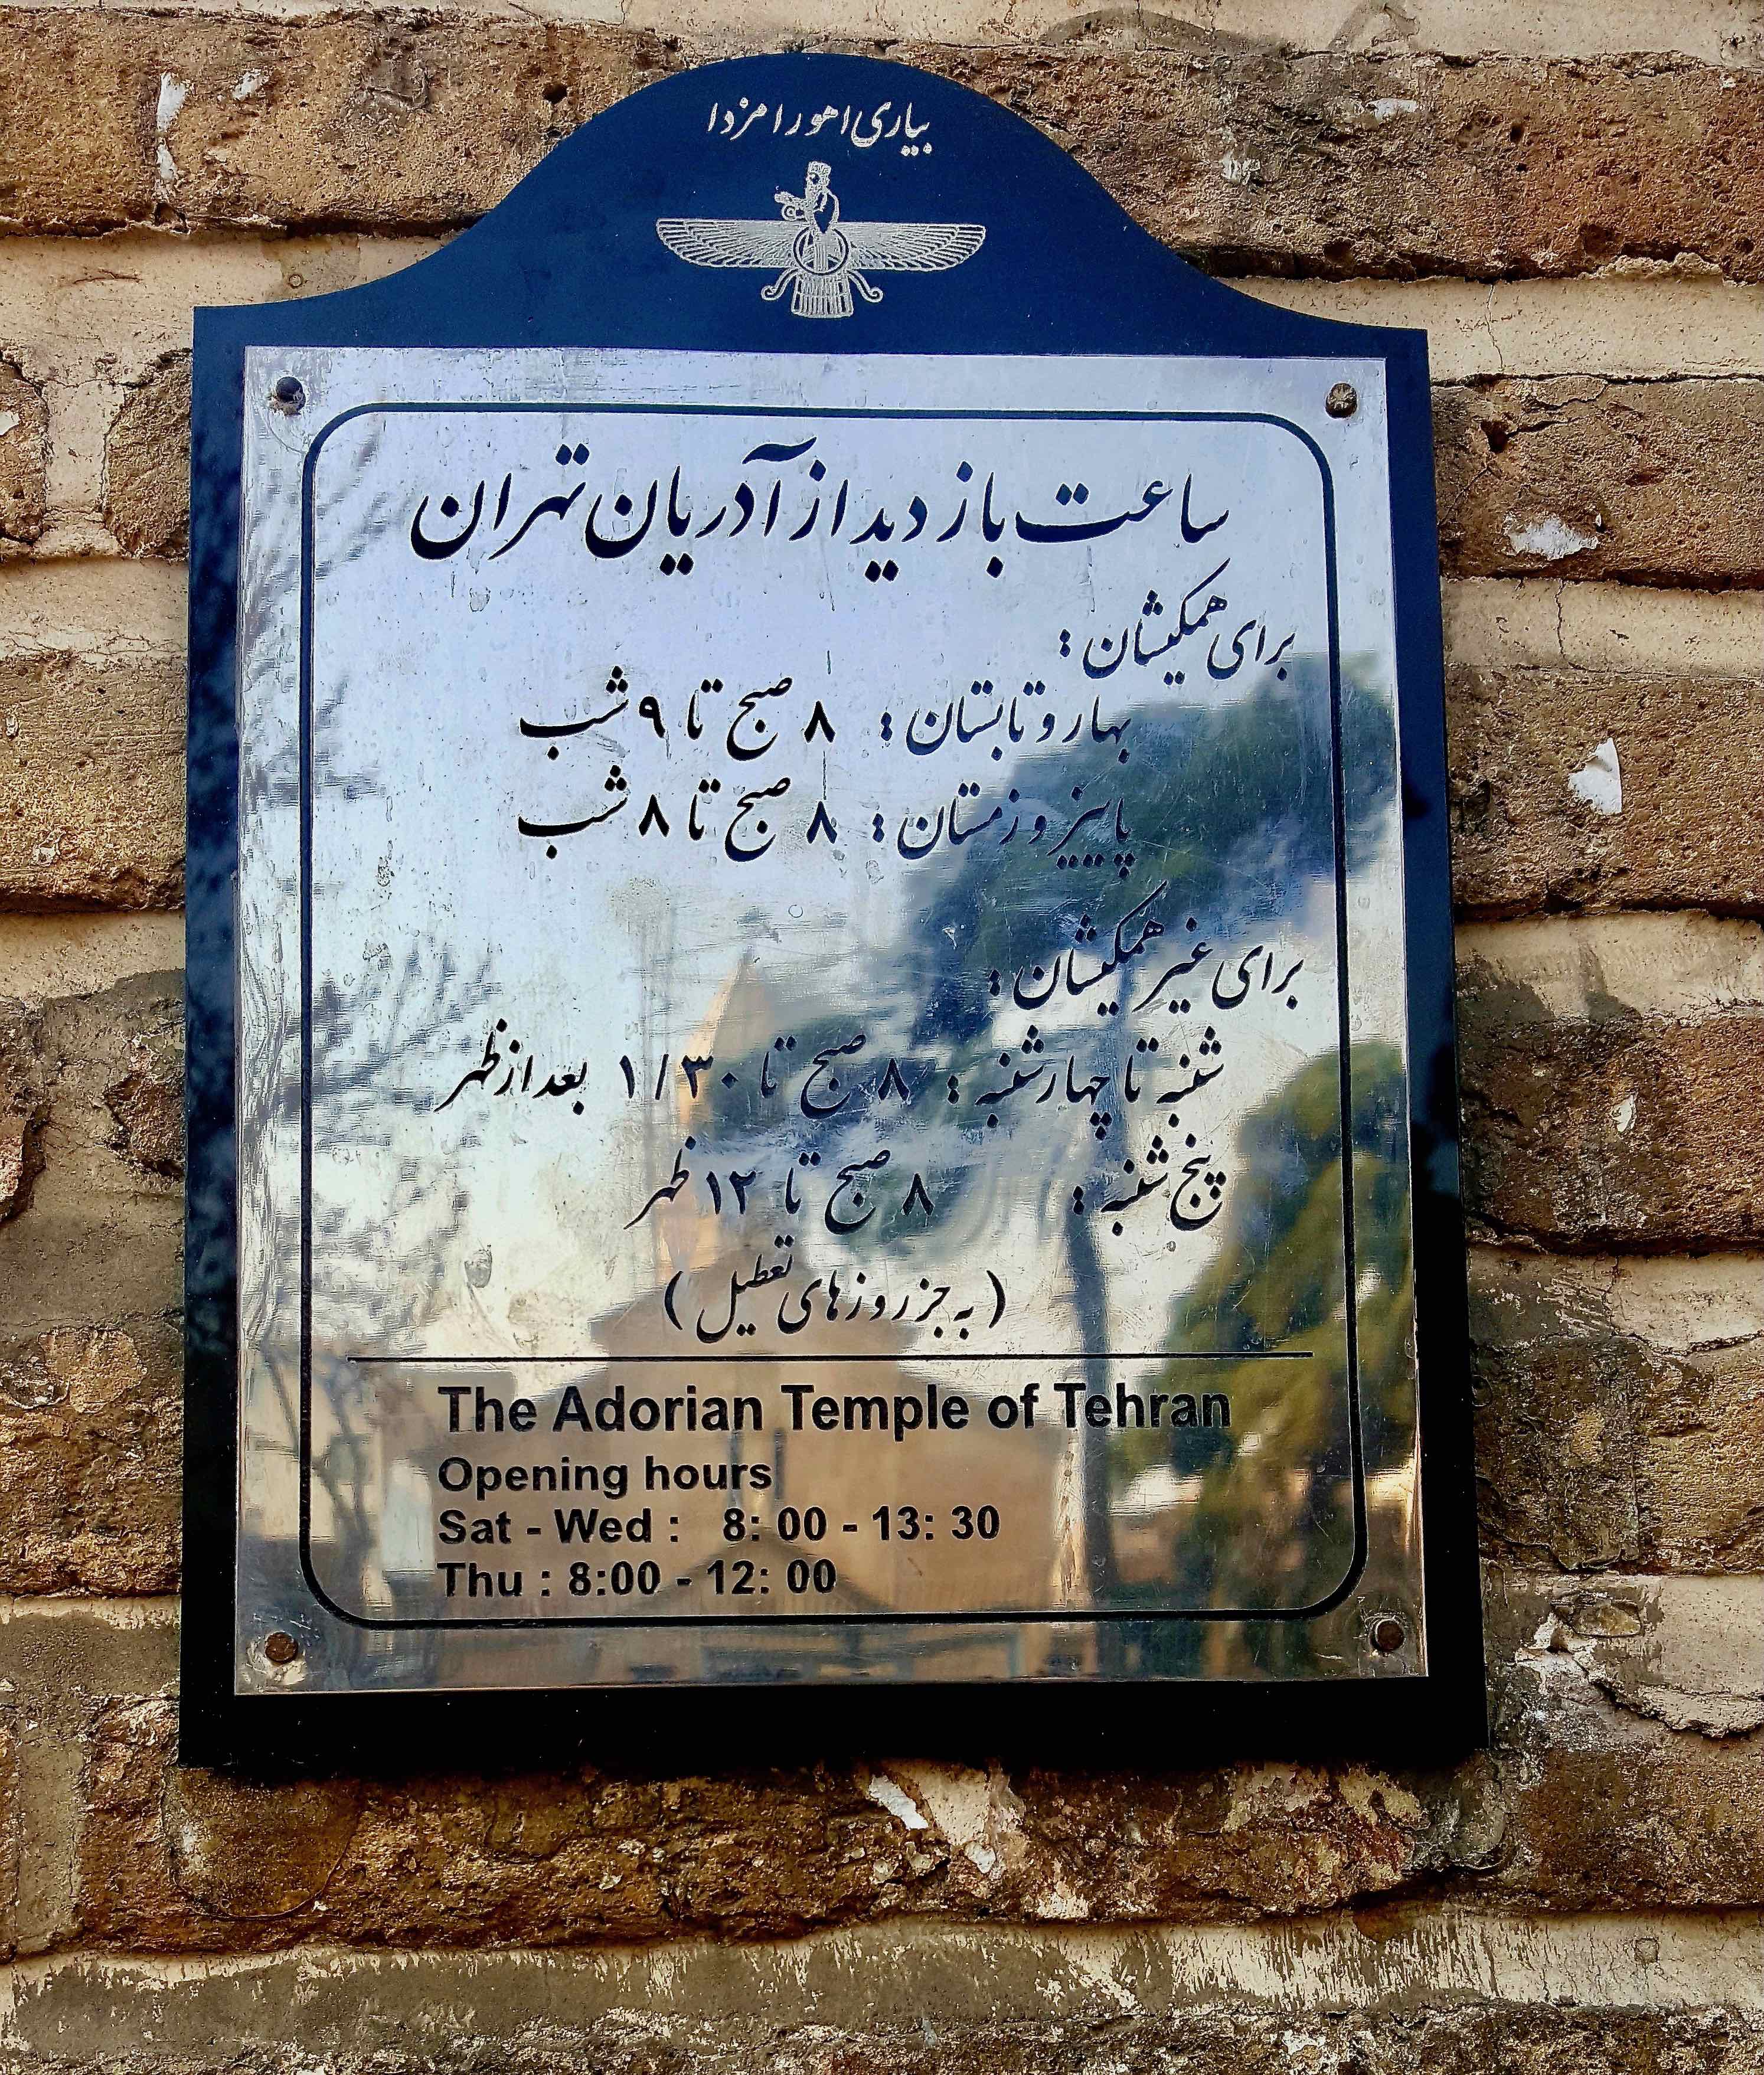 بیاری اهورامزدا
ساعت بازدید از آدریان تهران
برای همکیشان :
بهار و تابستان : ۸ صبح تا ۹ شب
پاییز و زمستان : ۸ صبح تا ۸ شب
برای غیر همکیشان :
شنبه تا چهارشنبه : ۸ صبح تا ۱/۳۰ بعد از ظهر
پنج شنبه : ۸ صبح تا ۱۲ ظهر
( به جز روزهای تعطیل )
The Adorian Temple of Tehran
Opening hours
Sat - Wed : 8: 00 - 13: 30
Thu : 8:00 - 12: 00